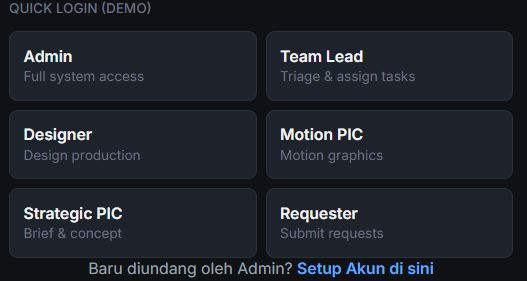 QUICK LOGIN (DEMO)
Admin
Full system access
Team Lead
Triage & assign tasks
Designer
Design production
Motion PIC
Motion graphics
Strategic PIC
Brief & concept
Requester
Submit requests
Baru diundang oleh Admin? Setup Akun di sini